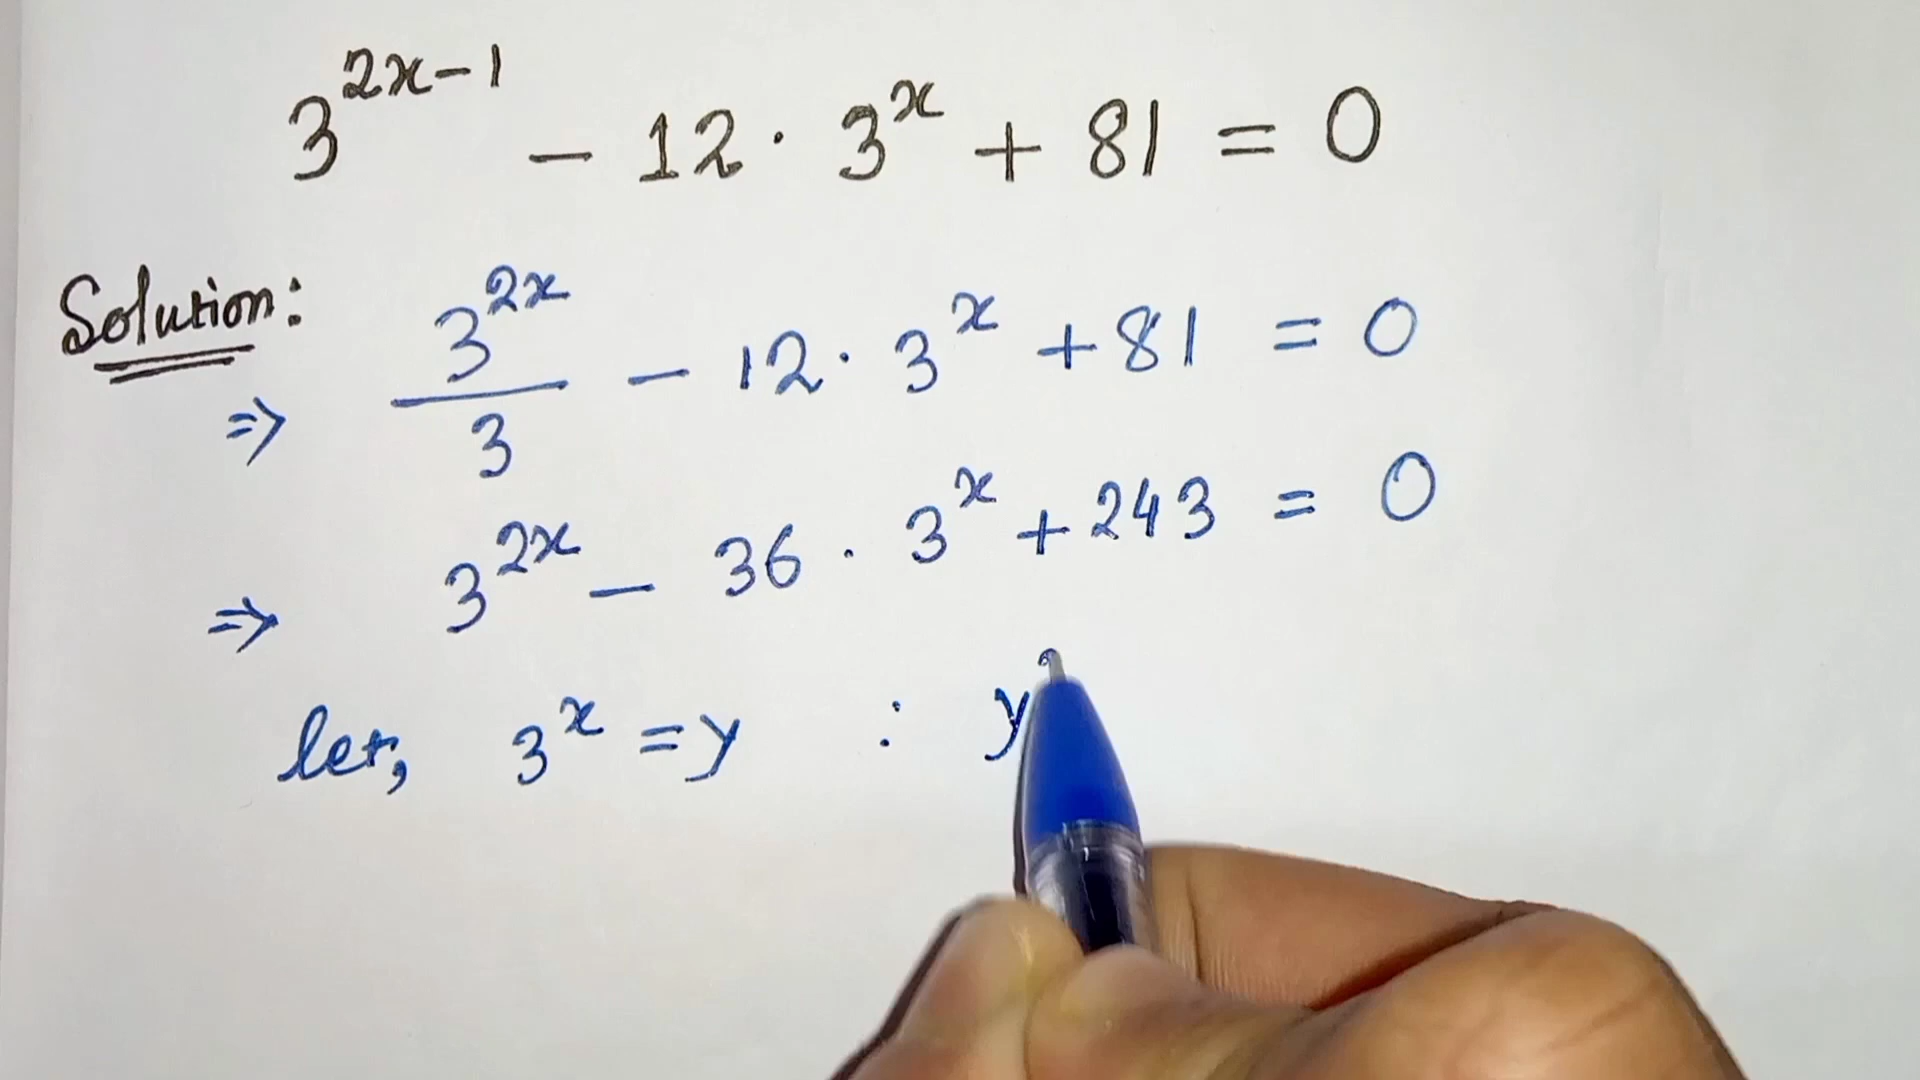 3^{2x-1} - 12 · 3^x + 81 = 0
Solution:
⇒ 3^{2x}/3 - 12 · 3^x + 81 = 0
⇒ 3^{2x} - 36 · 3^x + 243 = 0
let, 3^x = y : y